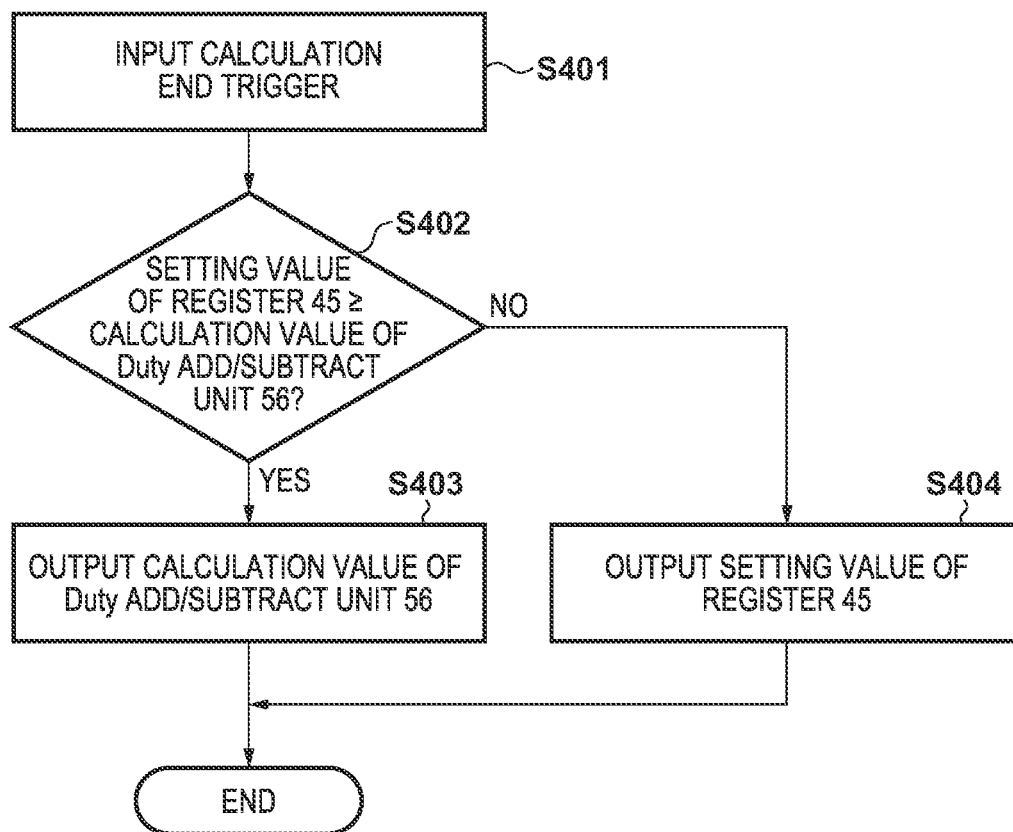 INPUT CALCULATION
END TRIGGER
S401
S402
SETTING VALUE
OF REGISTER 45 ≥
CALCULATION VALUE OF
Duty ADD/SUBTRACT
UNIT 56?
NO
YES
S403
OUTPUT CALCULATION VALUE OF
Duty ADD/SUBTRACT UNIT 56
S404
OUTPUT SETTING VALUE OF
REGISTER 45
END